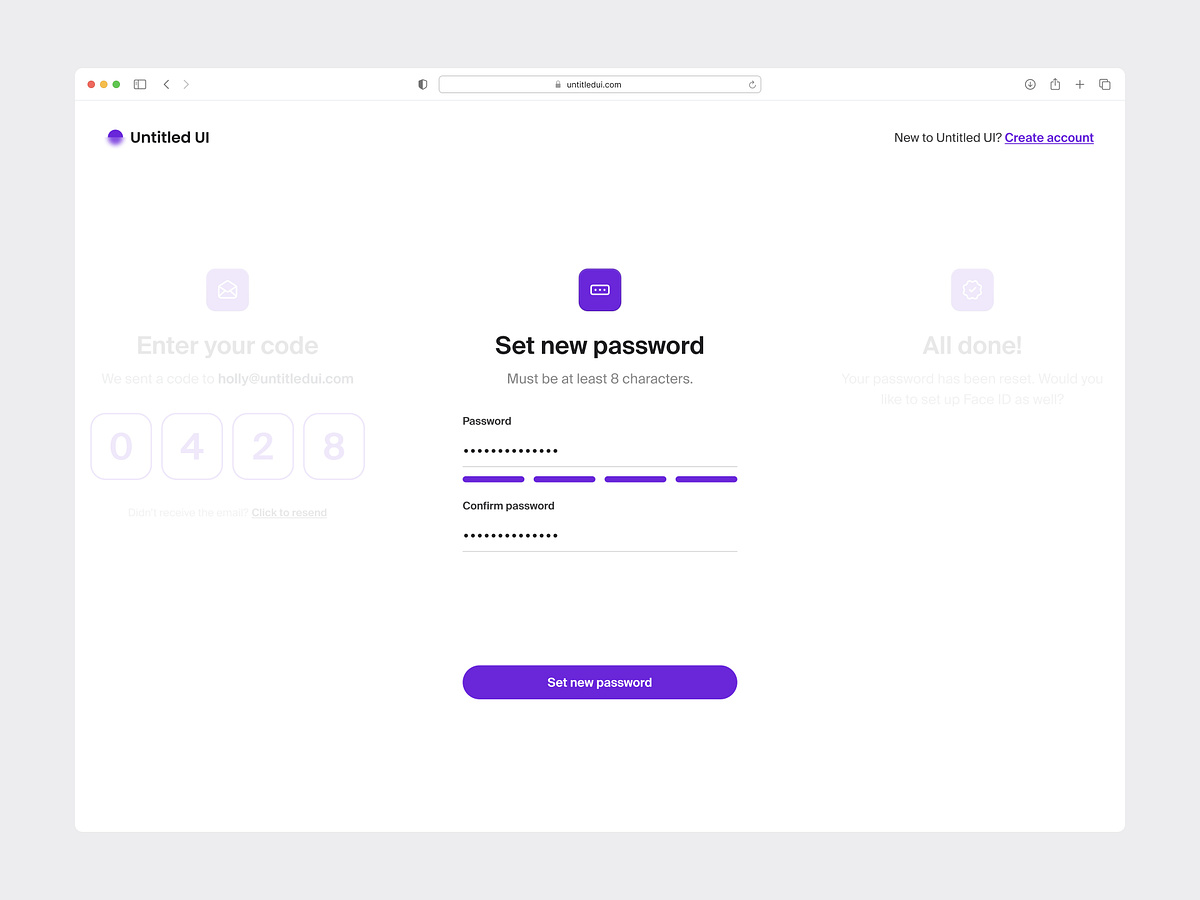 untitledui.com
Untitled UI
New to Untitled UI? Create account
Enter your code
We sent a code to holly@untitledui.com
0 4 2 8
Didn't receive the email? Click to resend
Set new password
Must be at least 8 characters.
Password
••••••••••••••
Confirm password
••••••••••••••
Set new password
All done!
Your password has been reset. Would you
like to set up Face ID as well?